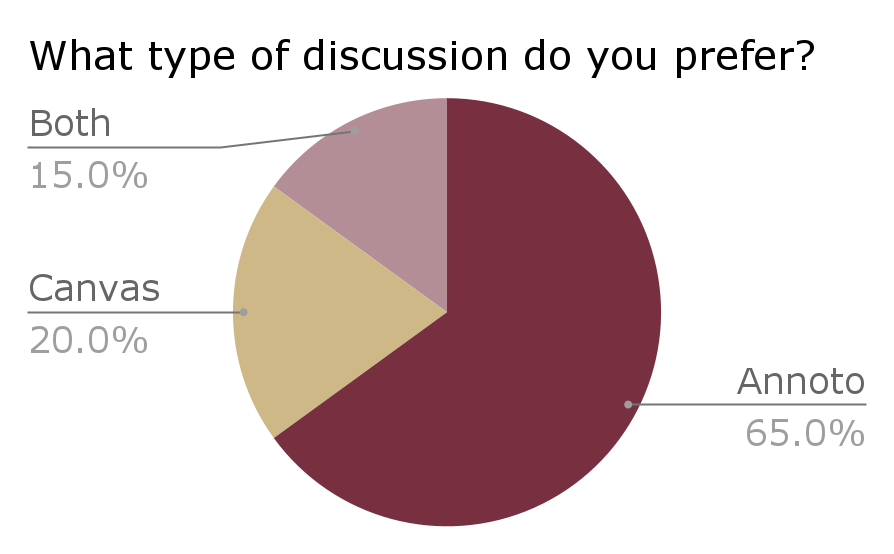 What type of discussion do you prefer?
Both
15.0%
Canvas
20.0%
Annoto
65.0%